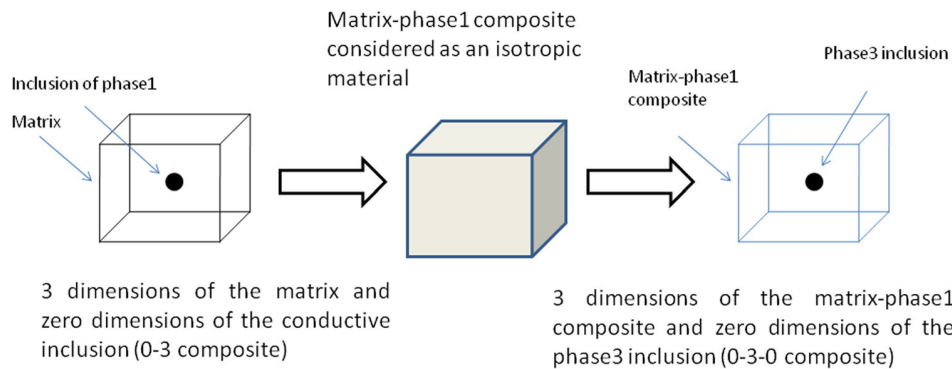 Matrix-phase1 composite
considered as an isotropic
material
Inclusion of phase1
Matrix
Phase3 inclusion
Matrix-phase1
composite
3 dimensions of the matrix and
zero dimensions of the conductive
inclusion (0-3 composite)
3 dimensions of the matrix-phase1
composite and zero dimensions of the
phase3 inclusion (0-3-0 composite)